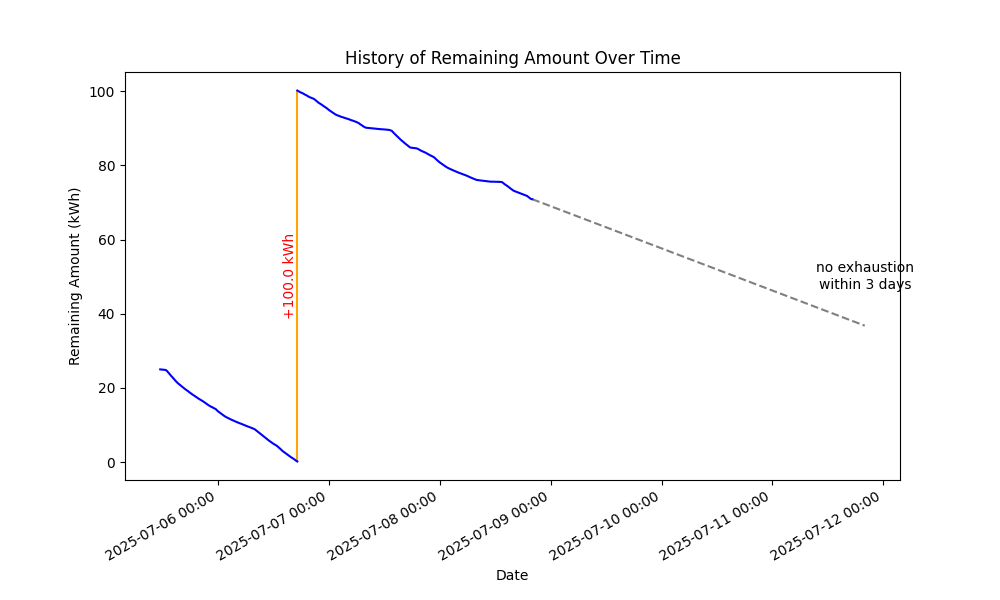 History of Remaining Amount Over Time
Remaining Amount (kWh)
100
80
60
40
20
0
+100.0 kWh
no exhaustion
within 3 days
2025-07-06 00:00
2025-07-07 00:00
2025-07-08 00:00
2025-07-09 00:00
2025-07-10 00:00
2025-07-11 00:00
2025-07-12 00:00
Date